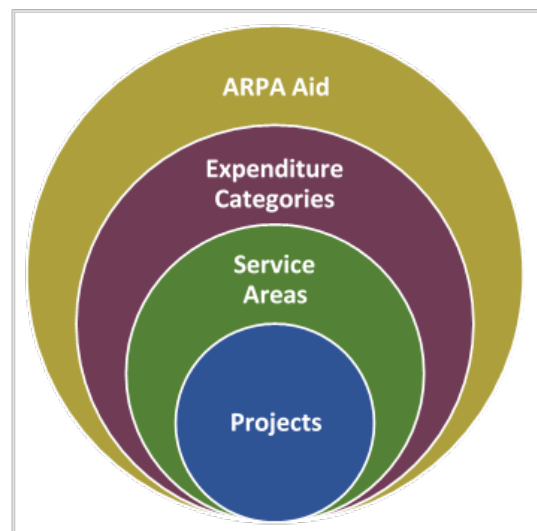 ARPA Aid
Expenditure
Categories
Service
Areas
Projects